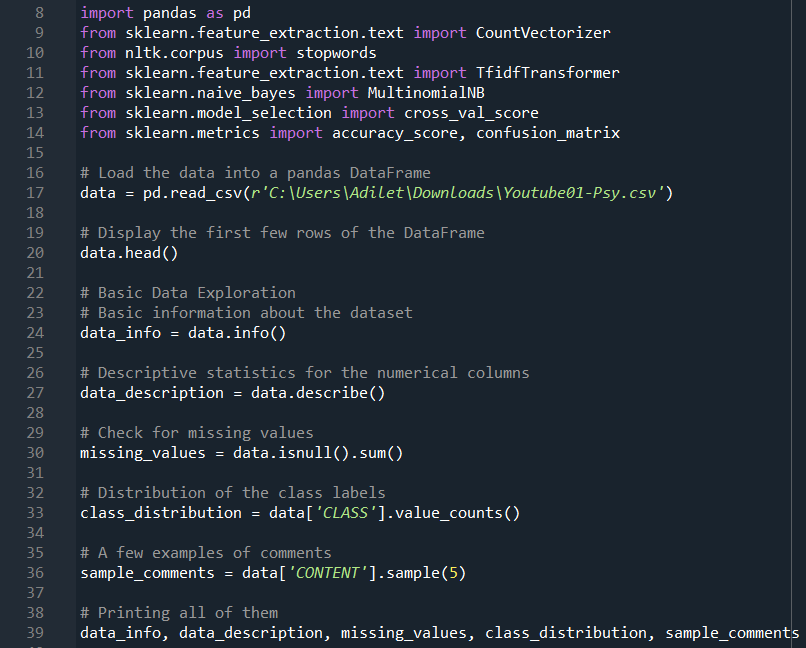 8 import pandas as pd
9 from sklearn.feature_extraction.text import CountVectorizer
10 from nltk.corpus import stopwords
11 from sklearn.feature_extraction.text import TfidfTransformer
12 from sklearn.naive_bayes import MultinomialNB
13 from sklearn.model_selection import cross_val_score
14 from sklearn.metrics import accuracy_score, confusion_matrix
15
16 # Load the data into a pandas DataFrame
17 data = pd.read_csv(r'C:\Users\Adilet\Downloads\Youtube01-Psy.csv')
18
19 # Display the first few rows of the DataFrame
20 data.head()
21
22 # Basic Data Exploration
23 # Basic information about the dataset
24 data_info = data.info()
25
26 # Descriptive statistics for the numerical columns
27 data_description = data.describe()
28
29 # Check for missing values
30 missing_values = data.isnull().sum()
31
32 # Distribution of the class labels
33 class_distribution = data['CLASS'].value_counts()
34
35 # A few examples of comments
36 sample_comments = data['CONTENT'].sample(5)
37
38 # Printing all of them
39 data_info, data_description, missing_values, class_distribution, sample_comments